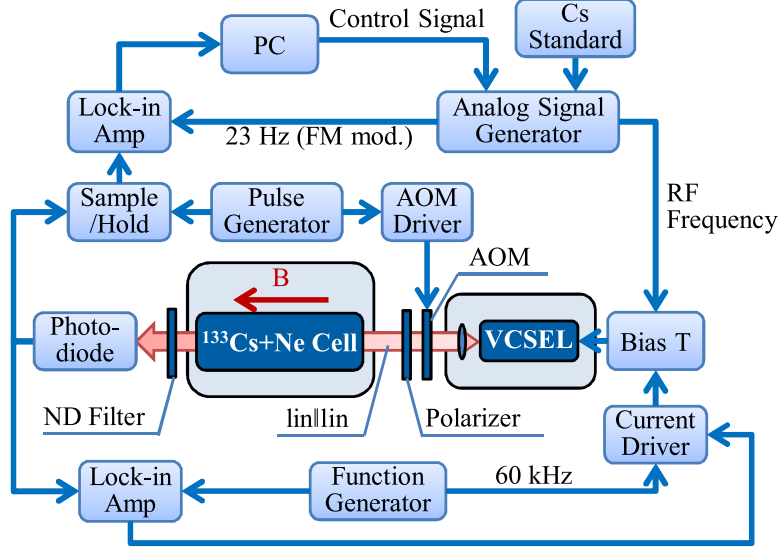 Control Signal
Cs
Standard
PC
Lock-in
Amp
Analog Signal
Generator
23 Hz (FM mod.)
RF
Frequency
Sample
/Hold
Pulse
Generator
AOM
Driver
AOM
B
Photo-
diode
¹³³Cs+Ne Cell
VCSEL
Bias T
ND Filter
lin‖lin
Polarizer
Current
Driver
Lock-in
Amp
Function
Generator
60 kHz